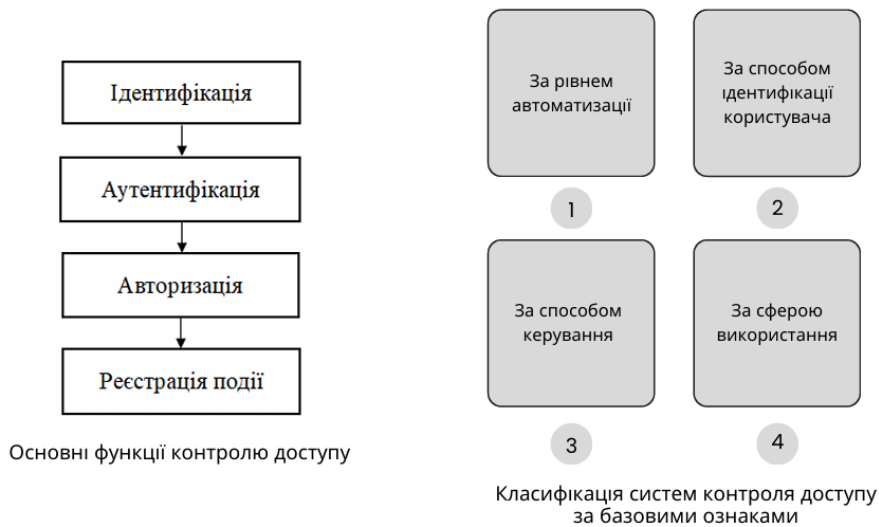 Ідентифікація
Аутентифікація
Авторизація
Реєстрація події
Основні функції контролю доступу
За рівнем
автоматизації
1
За способом
ідентифікації
користувача
2
За способом
керування
3
За сферою
використання
4
Класифікація систем контроля доступу
за базовими ознаками